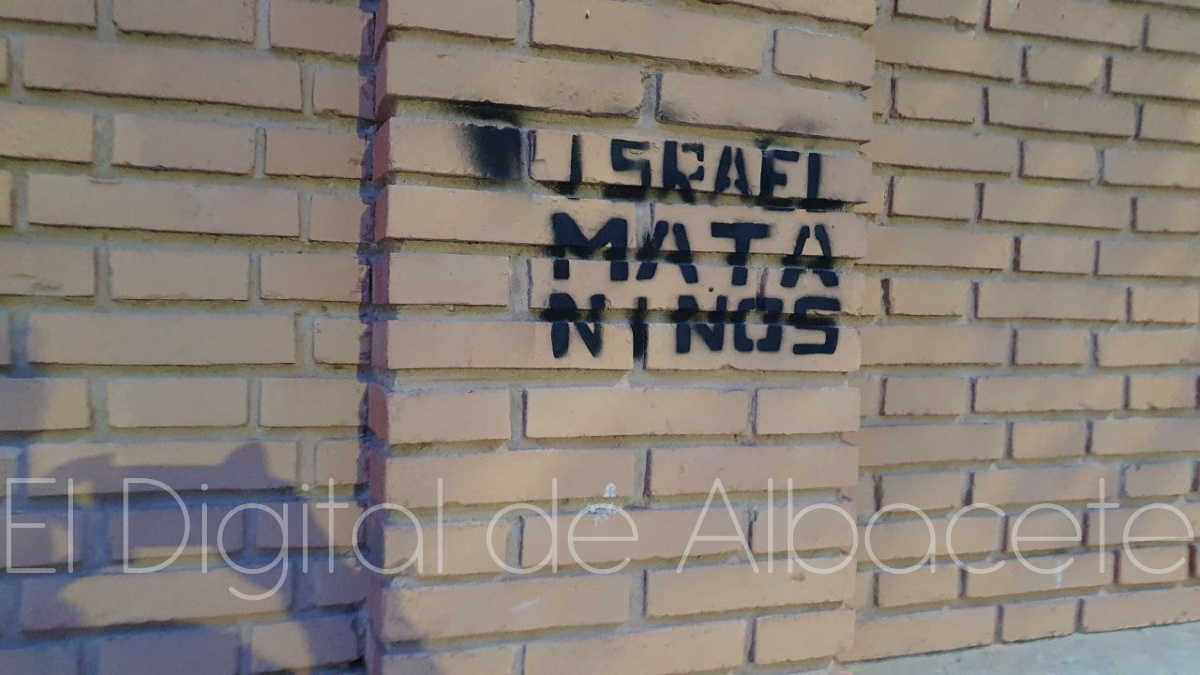 ISRAEL
MATA
NINOS
El Digital de Albacete